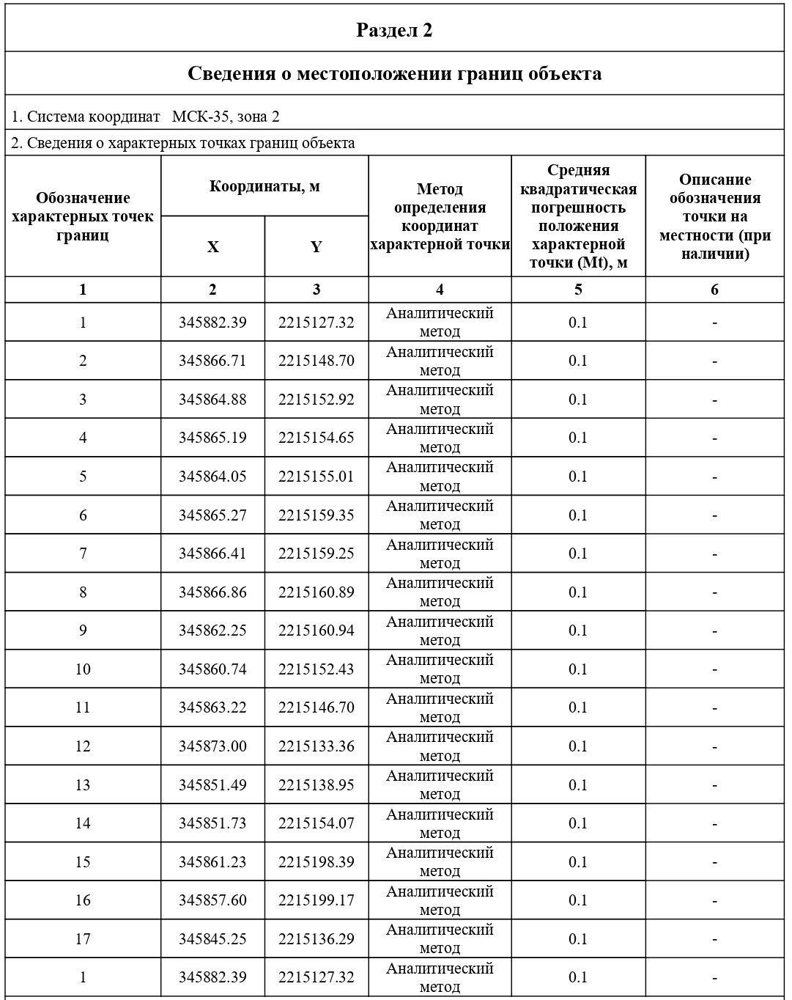 Раздел 2
Сведения о местоположении границ объекта
1. Система координат МСК-35, зона 2
2. Сведения о характерных точках границ объекта
Обозначение характерных точек границ
Координаты, м
Метод определения координат характерной точки
Средняя квадратическая погрешность положения характерной точки (Mt), м
Описание обозначения точки на местности (при наличии)
X Y
1 2 3 4 5 6
1 345882.39 2215127.32 Аналитический метод 0.1 -
2 345866.71 2215148.70 Аналитический метод 0.1 -
3 345864.88 2215152.92 Аналитический метод 0.1 -
4 345865.19 2215154.65 Аналитический метод 0.1 -
5 345864.05 2215155.01 Аналитический метод 0.1 -
6 345865.27 2215159.35 Аналитический метод 0.1 -
7 345866.41 2215159.25 Аналитический метод 0.1 -
8 345866.86 2215160.89 Аналитический метод 0.1 -
9 345862.25 2215160.94 Аналитический метод 0.1 -
10 345860.74 2215152.43 Аналитический метод 0.1 -
11 345863.22 2215146.70 Аналитический метод 0.1 -
12 345873.00 2215133.36 Аналитический метод 0.1 -
13 345851.49 2215138.95 Аналитический метод 0.1 -
14 345851.73 2215154.07 Аналитический метод 0.1 -
15 345861.23 2215198.39 Аналитический метод 0.1 -
16 345857.60 2215199.17 Аналитический метод 0.1 -
17 345845.25 2215136.29 Аналитический метод 0.1 -
1 345882.39 2215127.32 Аналитический метод 0.1 -